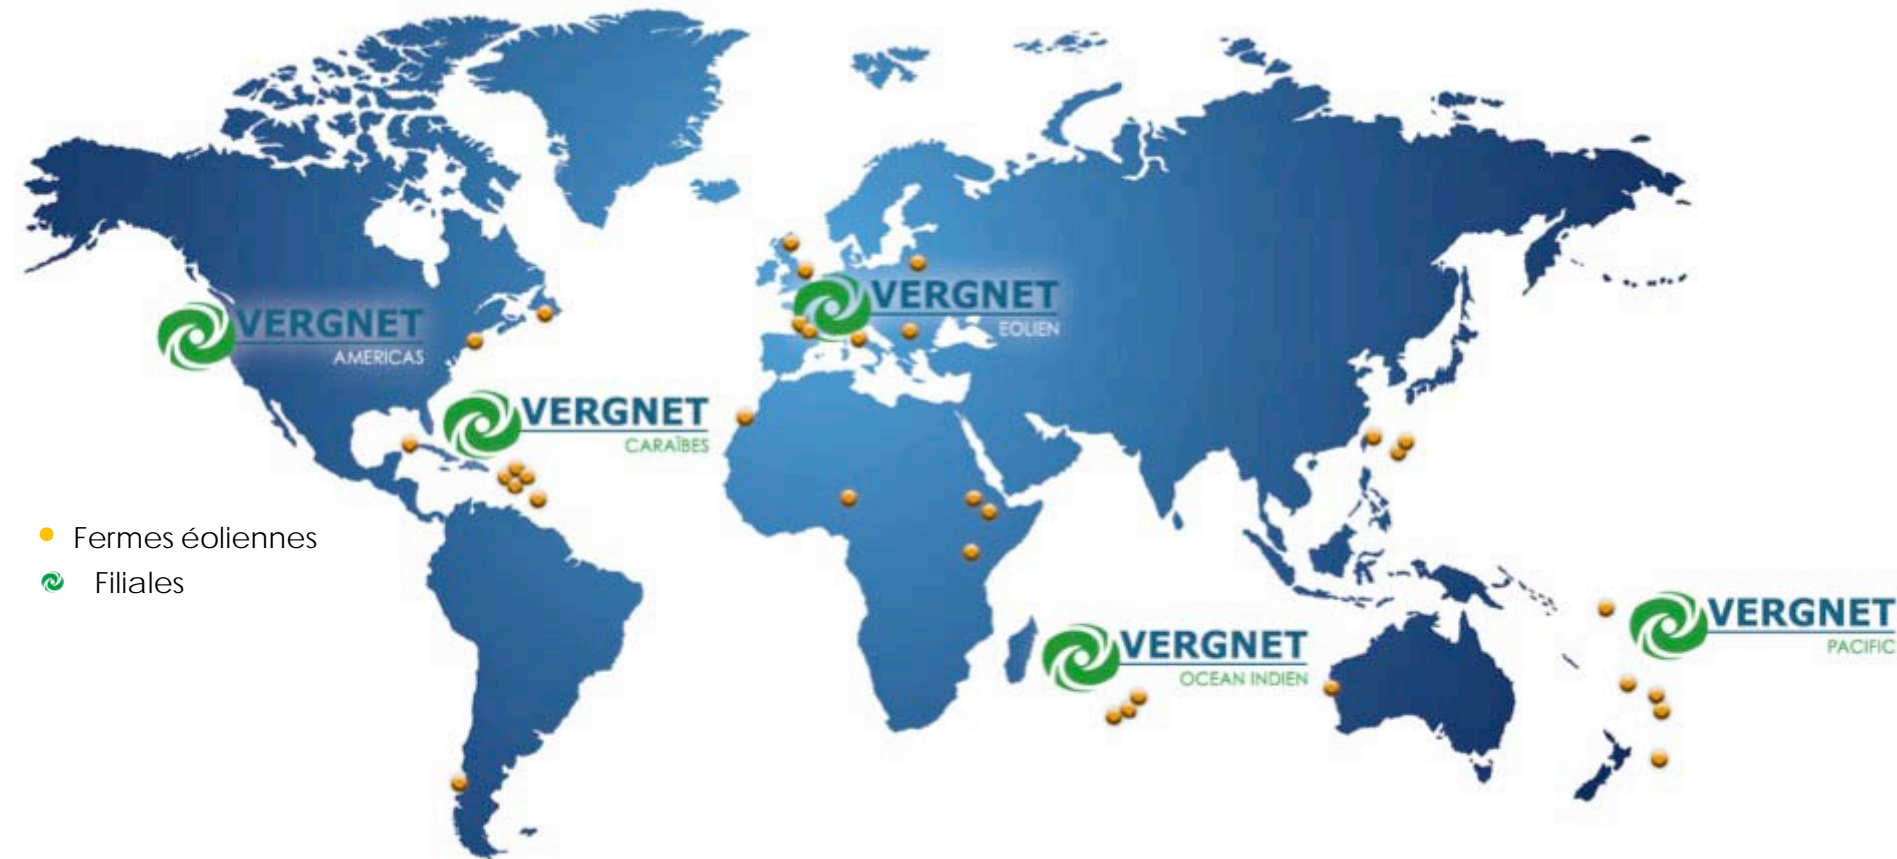 VERGNET
EOLIEN
VERGNET
AMERICAS
VERGNET
CARAÏBES
Fermes éoliennes
Filiales
VERGNET
PACIFIC
VERGNET
OCEAN INDIEN